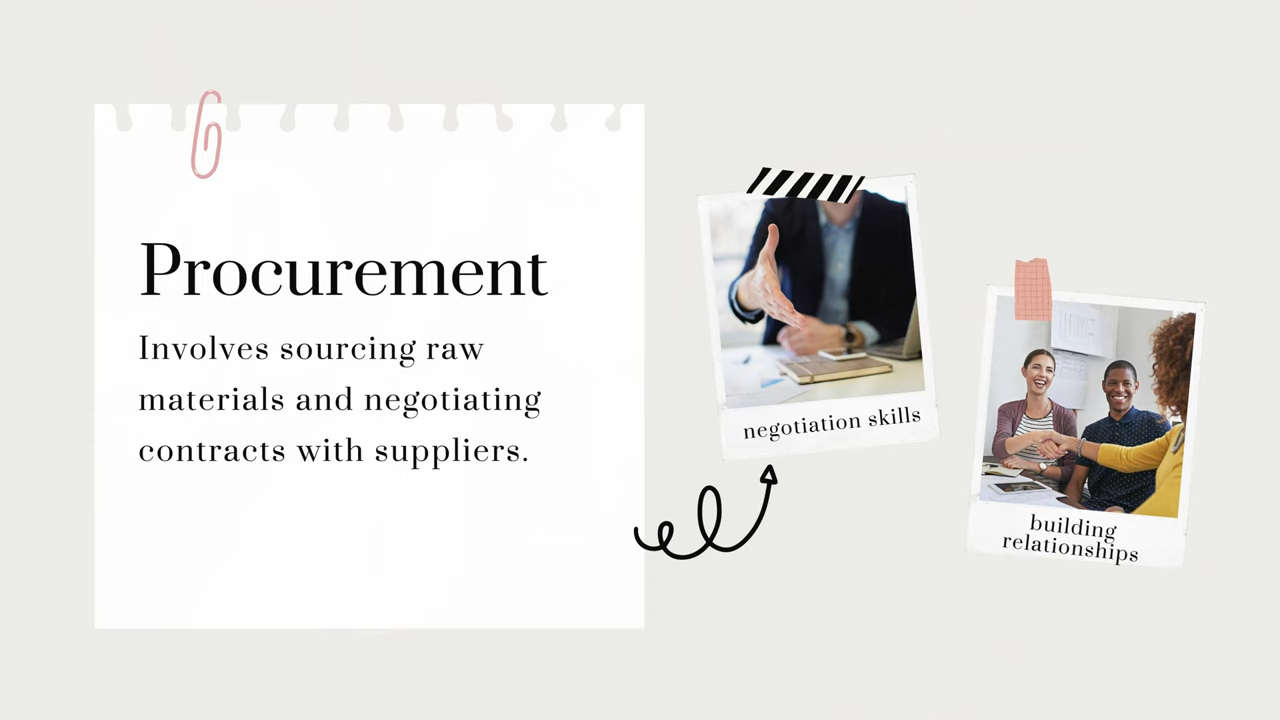 Procurement
Involves sourcing raw
materials and negotiating
contracts with suppliers.
negotiation skills
building
relationships